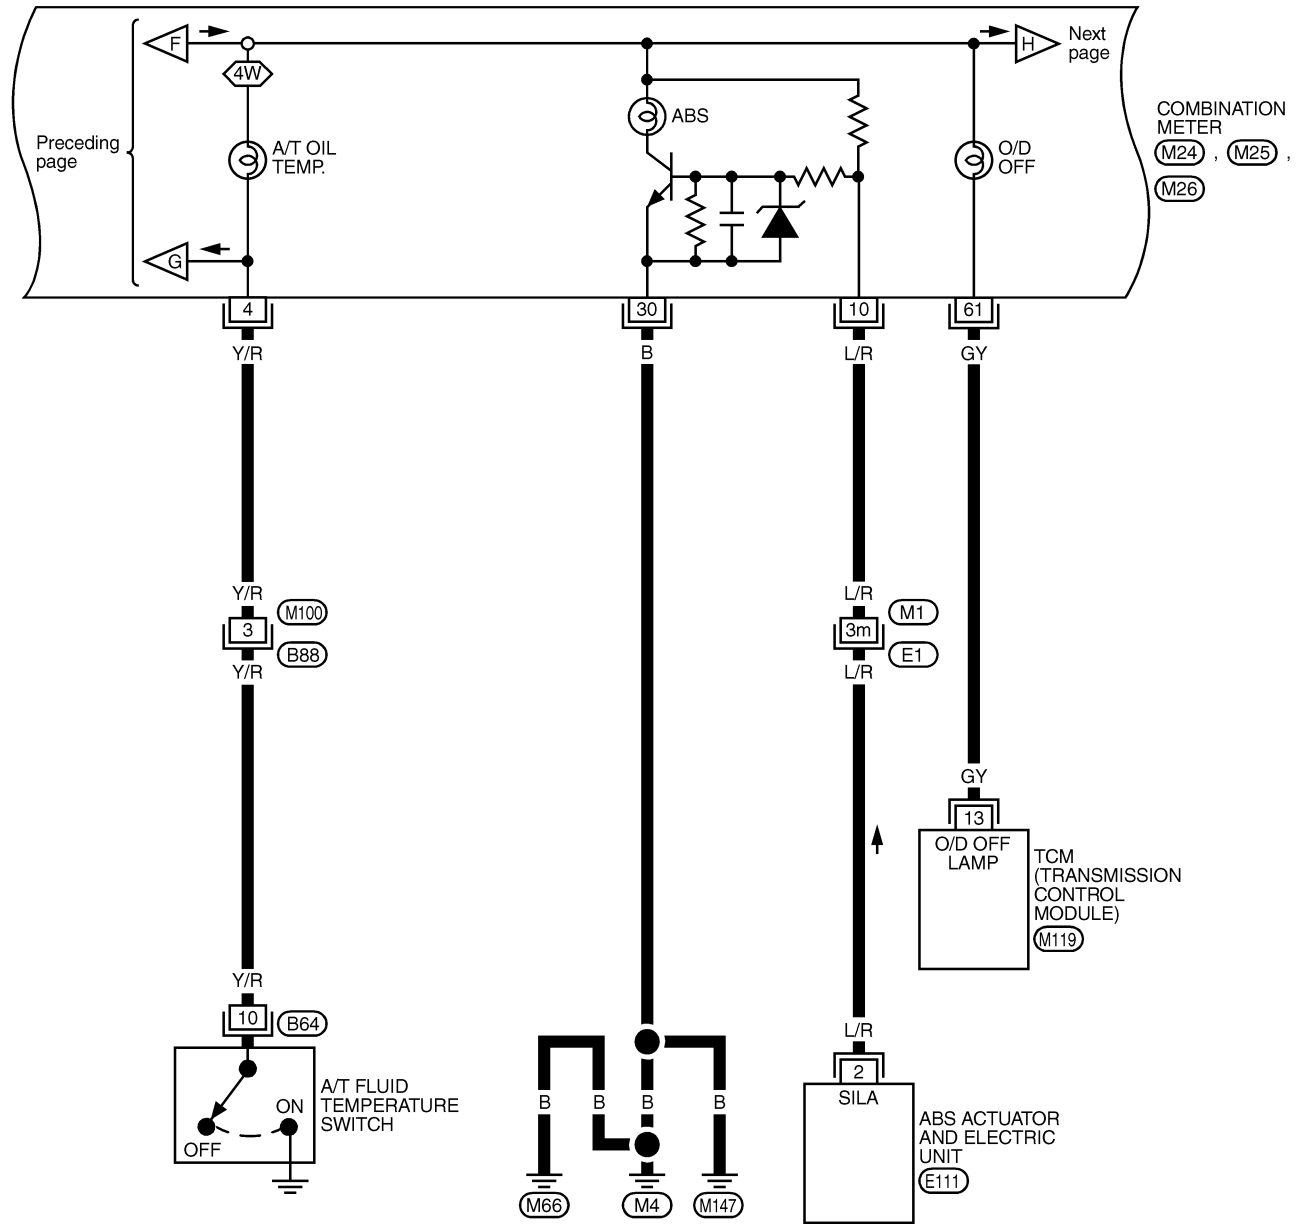 F
H
Next
page
4W
ABS
Preceding
page
A/T OIL
TEMP.
O/D
OFF
COMBINATION
METER
M24 , M25 ,
M26
G
4
30
10
61
Y/R
B
L/R
GY
Y/R
L/R
M100
M1
3
3m
B88
E1
Y/R
L/R
GY
13
O/D OFF
LAMP
TCM
(TRANSMISSION
CONTROL
MODULE)
M119
Y/R
10
B64
L/R
2
SILA
A/T FLUID
TEMPERATURE
SWITCH
ON
OFF
B
B
B
B
ABS ACTUATOR
AND ELECTRIC
UNIT
E111
M66
M4
M147